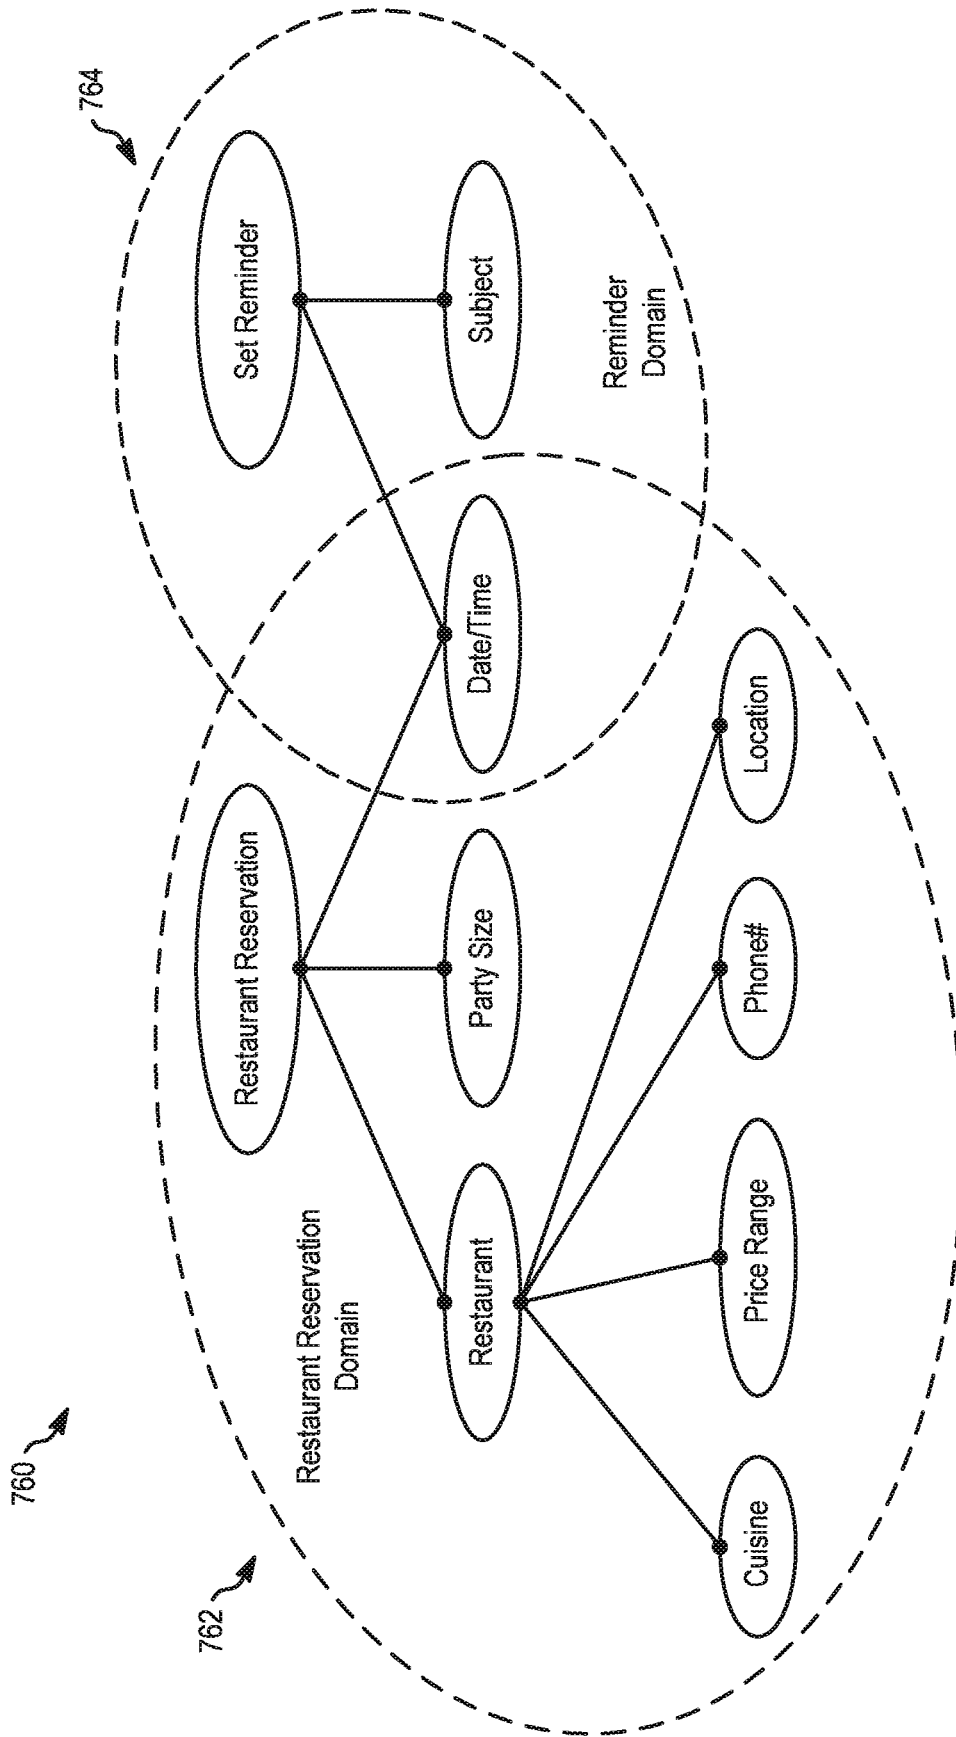 760
762
764
Restaurant Reservation
Domain
Restaurant Reservation
Set Reminder
Restaurant
Party Size
Date/Time
Subject
Reminder
Domain
Cuisine
Price Range
Phone#
Location